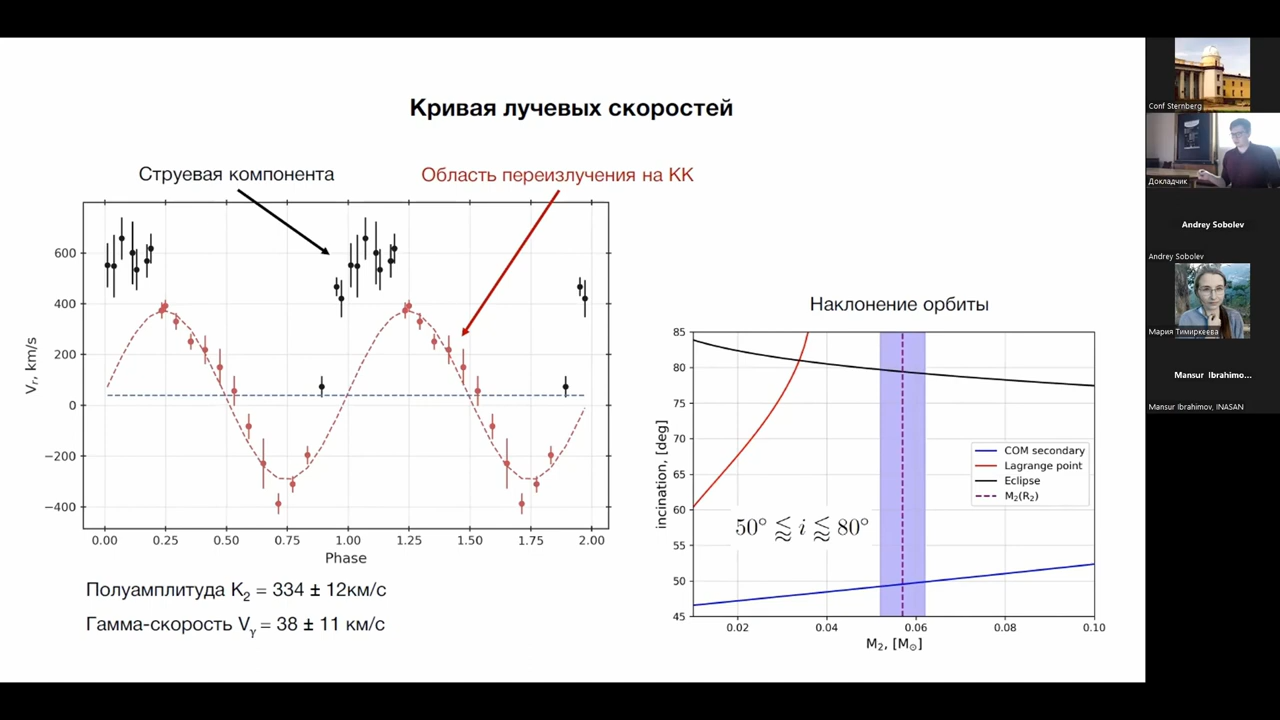 Кривая лучевых скоростей
Струевая компонента
Область переизлучения на КК
600
400
200
0
−200
−400
V_r, km/s
0.00 0.25 0.50 0.75 1.00 1.25 1.50 1.75 2.00
Phase
Полуамплитуда K₂ = 334 ± 12км/с
Гамма-скорость V_γ = 38 ± 11 км/с
Наклонение орбиты
85
80
75
70
65
60
55
50
45
incination, [deg]
COM secondary
Lagrange point
Eclipse
M₂(R₂)
50° ⪅ i ⪅ 80°
0.02 0.04 0.06 0.08 0.10
M₂, [M☉]
Conf Sternberg
Докладчик
Andrey Sobolev
Andrey Sobolev
Мария Тимиркеева
Mansur Ibrahimo...
Mansur Ibrahimov, INASAN